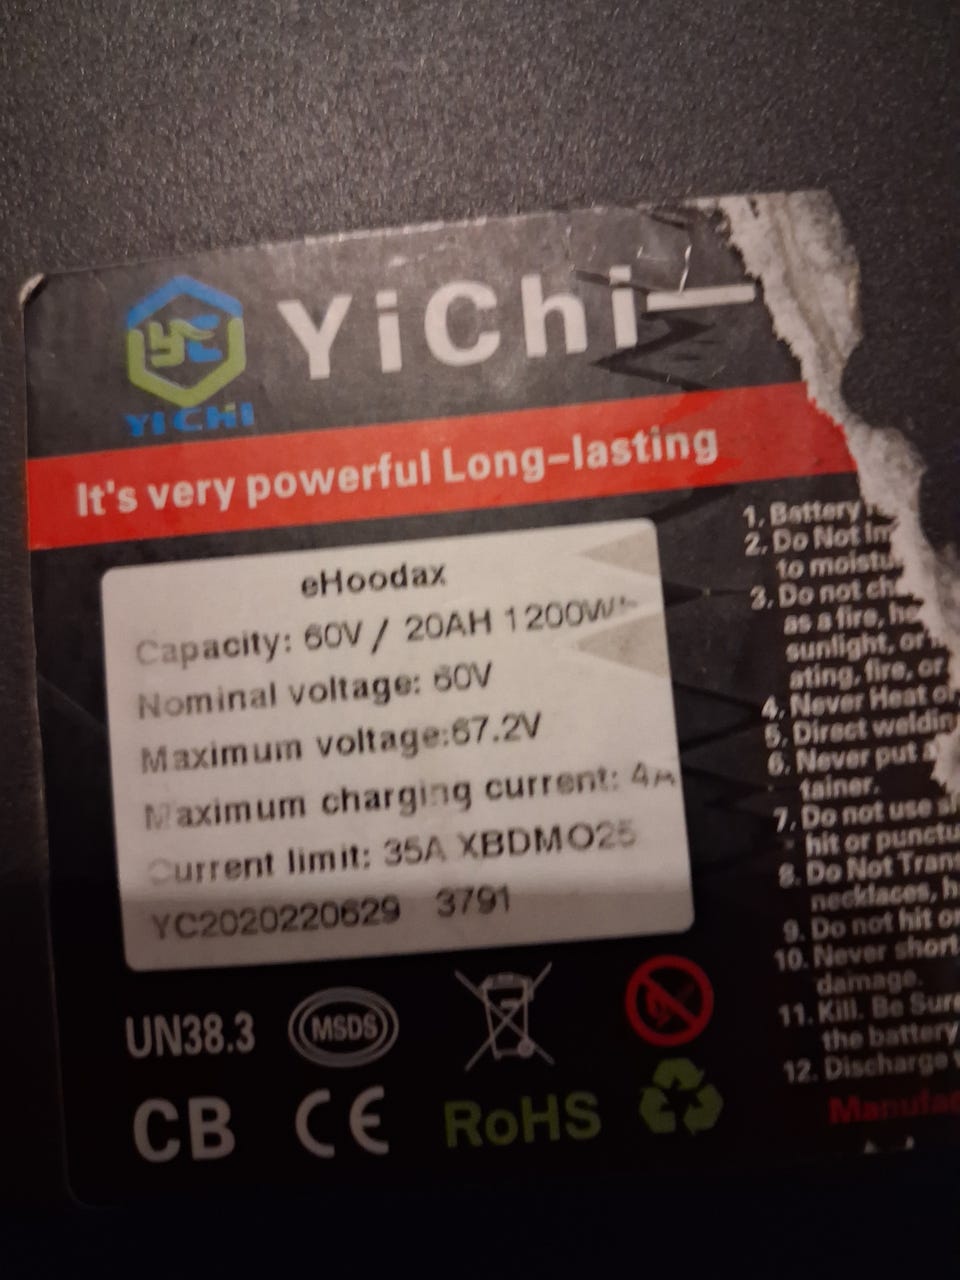 YiChi
YICHI
It's very powerful Long-lasting
eHoodax
Capacity: 60V / 20AH 1200W
Nominal voltage: 60V
Maximum voltage:67.2V
Maximum charging current: 4A
Current limit: 35A XBDMO25
YC2020220629 3791
1. Battery
2. Do Not
to
3. Do not
as a fire,
sunlight, or
ating, fire, or
4. Never Heat
5. Direct
6. Never put
tainer.
7. Do not use
hit or
8. Do Not
necklaces,
9. Do not hit or
10. Never short
damage.
11. Kill. Be Sure
the battery
12. Discharge
UN38.3 MSDS
CB CE RoHS